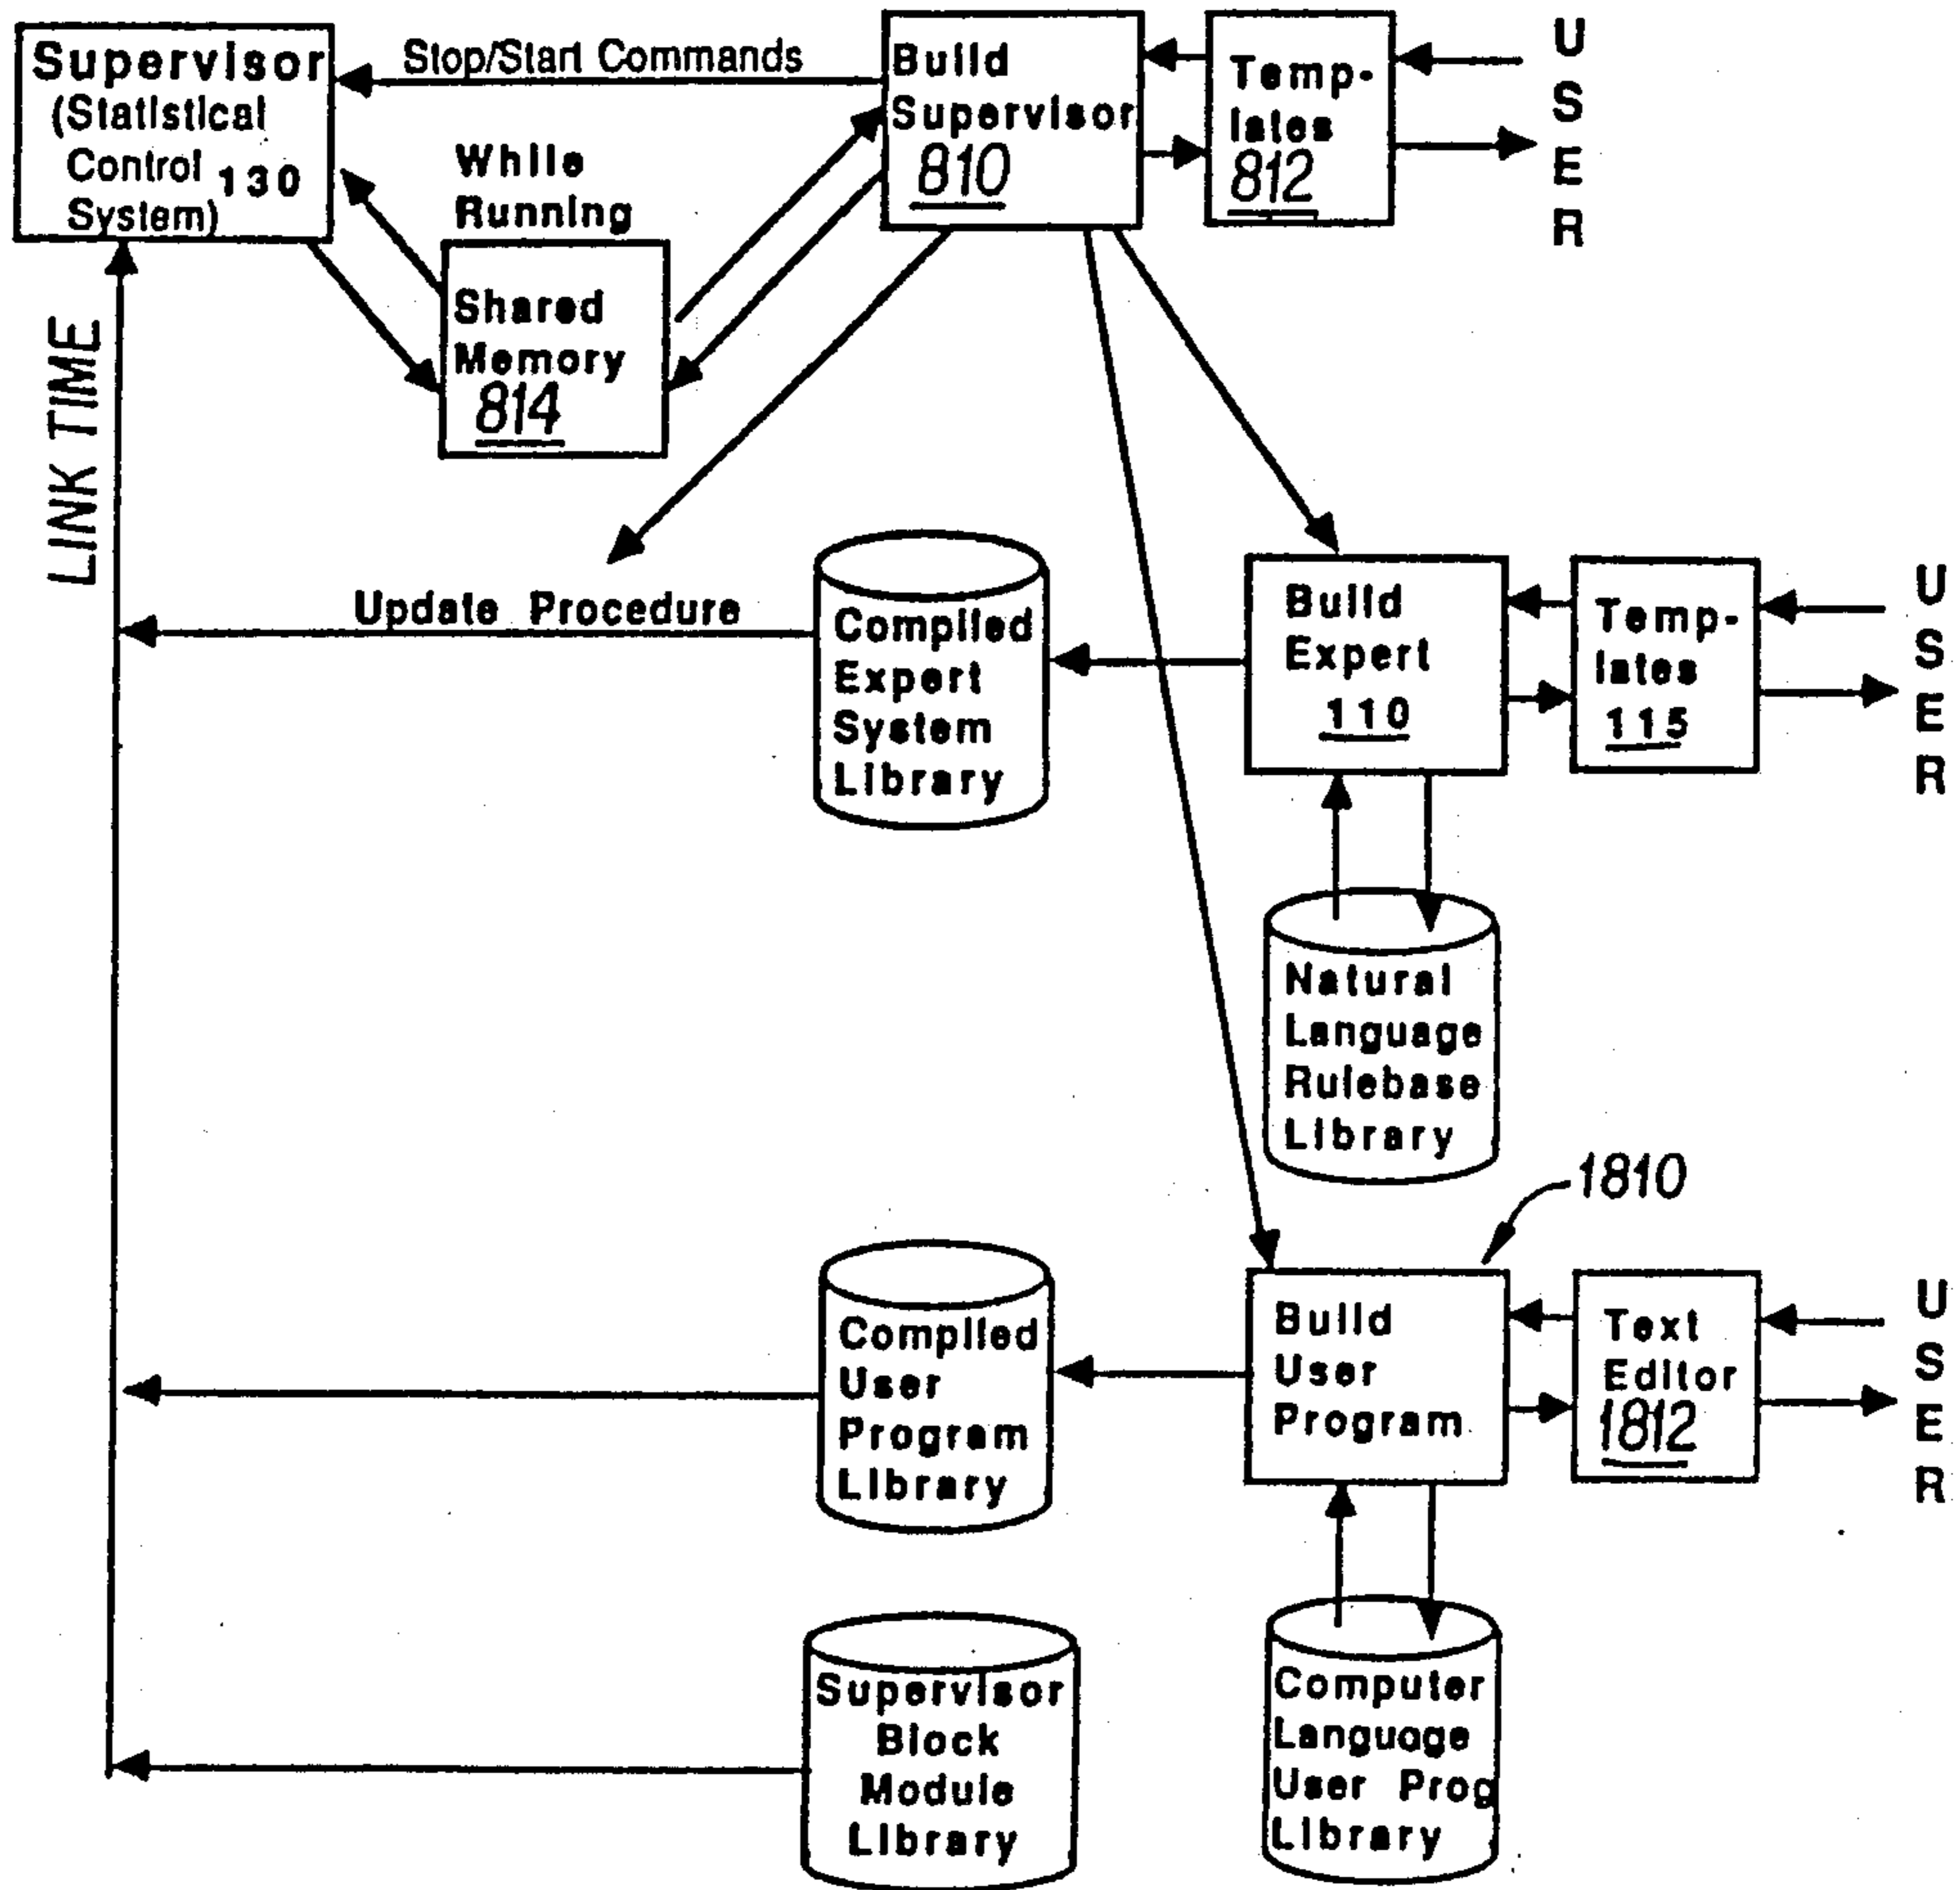 Supervisor
(Statistical
Control 130
System)
Stop/Start Commands
While
Running
Build
Supervisor
810
Temp-
lates
812
U
S
E
R
Shared
Memory
814
LINK TIME
Update Procedure
Compiled
Expert
System
Library
Build
Expert
110
Temp-
lates
115
U
S
E
R
Natural
Language
Rulebase
Library
1810
Compiled
User
Program
Library
Build
User
Program
Text
Editor
1812
U
S
E
R
Supervisor
Block
Module
Library
Computer
Language
User Prog
Library